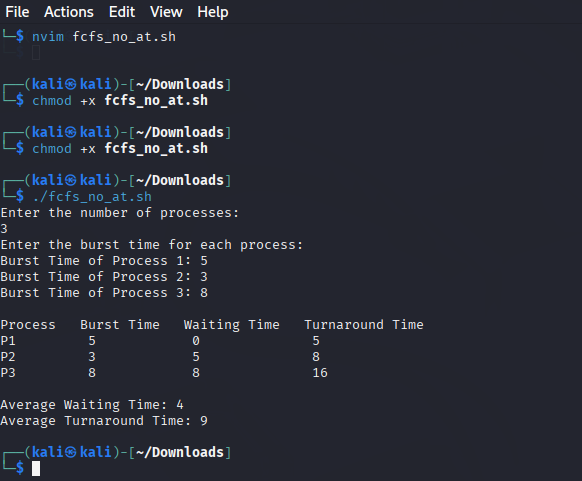 File Actions Edit View Help
└─$ nvim fcfs_no_at.sh
┌──(kali㉿kali)-[~/Downloads]
└─$ chmod +x fcfs_no_at.sh
┌──(kali㉿kali)-[~/Downloads]
└─$ chmod +x fcfs_no_at.sh
┌──(kali㉿kali)-[~/Downloads]
└─$ ./fcfs_no_at.sh
Enter the number of processes:
3
Enter the burst time for each process:
Burst Time of Process 1: 5
Burst Time of Process 2: 3
Burst Time of Process 3: 8
Process   Burst Time   Waiting Time   Turnaround Time
P1        5            0              5
P2        3            5              8
P3        8            8              16
Average Waiting Time: 4
Average Turnaround Time: 9
┌──(kali㉿kali)-[~/Downloads]
└─$